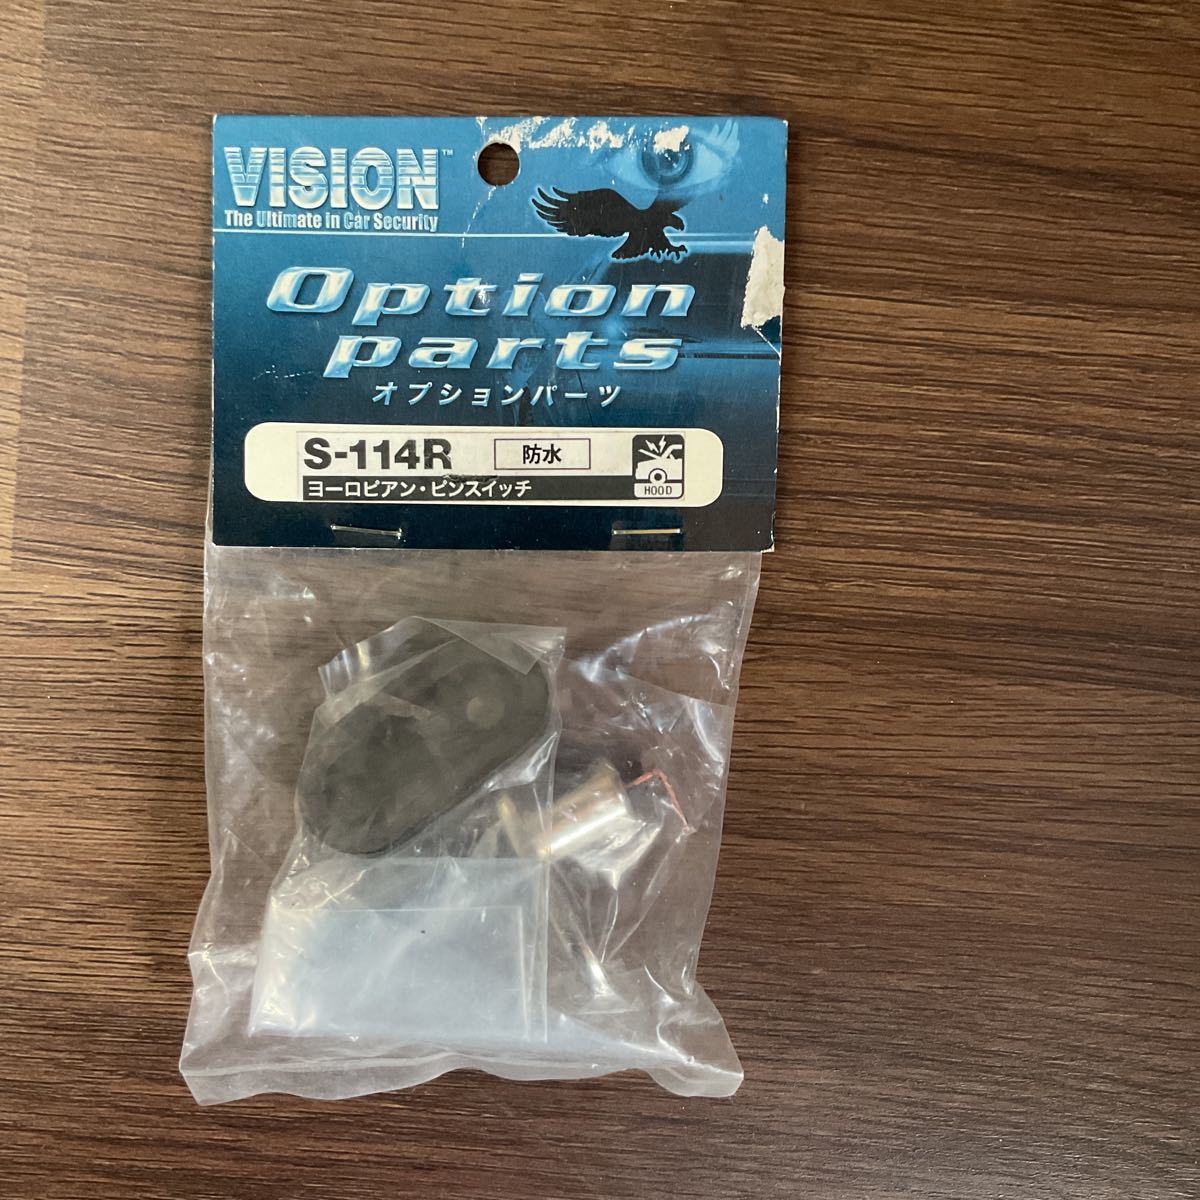 VISION™
The Ultimate in Car Security
Option
parts
オプションパーツ
S-114R 防水
ヨーロピアン・ピンスイッチ
HOOD